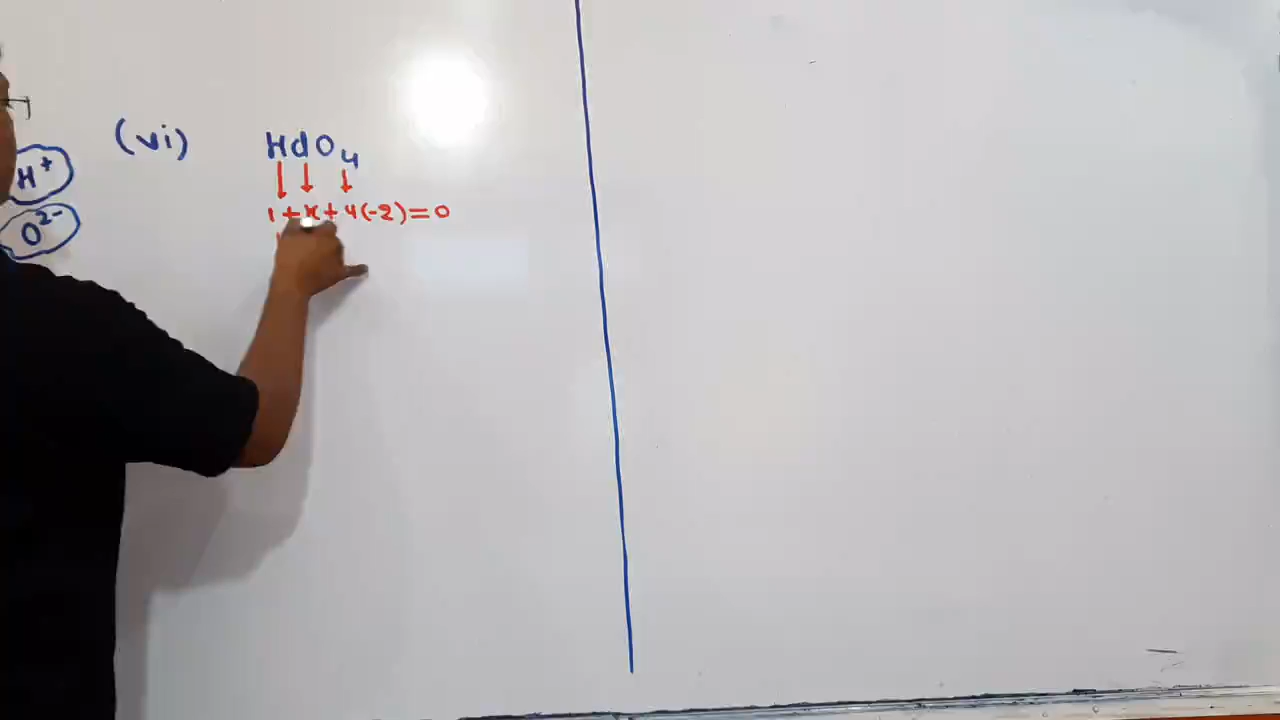 (vi) HClO4
H+
1+x+4(-2)=0
O2-